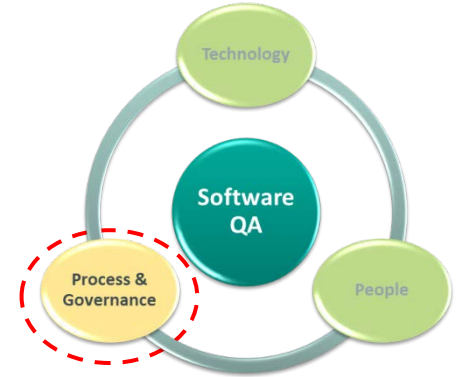 Technology
Software
QA
Process &
Governance
People